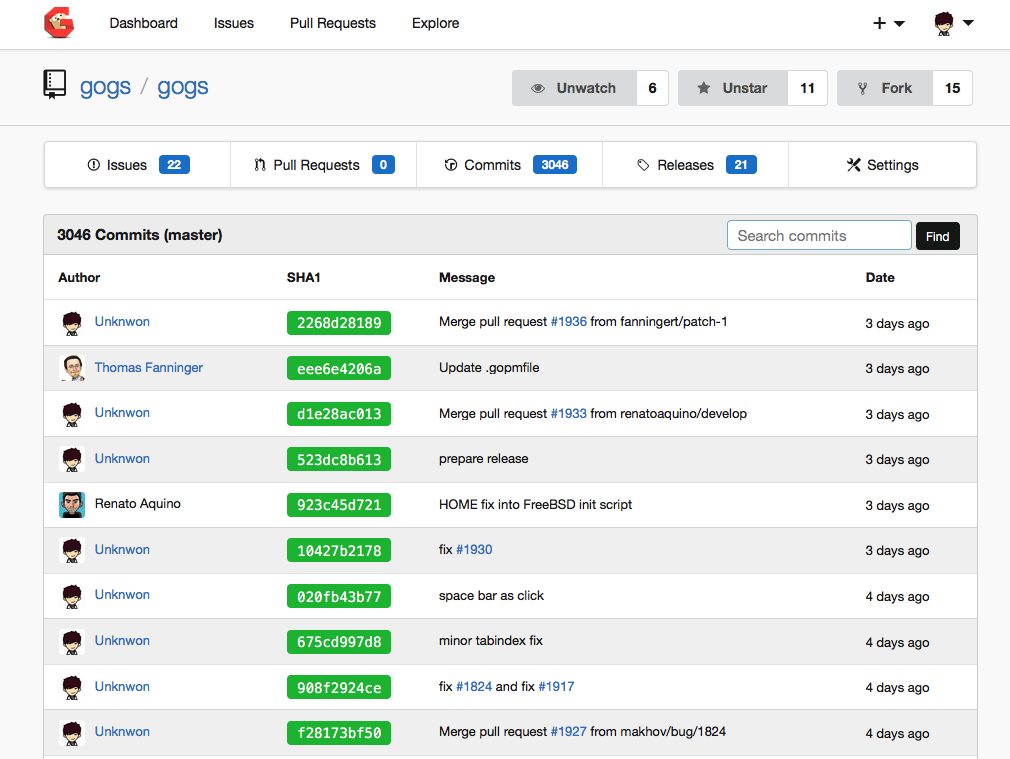 Dashboard Issues Pull Requests Explore
gogs / gogs Unwatch 6 Unstar 11 Fork 15
Issues 22 Pull Requests 0 Commits 3046 Releases 21 Settings
3046 Commits (master) Search commits Find
Author SHA1 Message Date
Unknwon 2268d28189 Merge pull request #1936 from fanningert/patch-1 3 days ago
Thomas Fanninger eee6e4206a Update .gopmfile 3 days ago
Unknwon d1e28ac013 Merge pull request #1933 from renatoaquino/develop 3 days ago
Unknwon 523dc8b613 prepare release 3 days ago
Renato Aquino 923c45d721 HOME fix into FreeBSD init script 3 days ago
Unknwon 10427b2178 fix #1930 3 days ago
Unknwon 020fb43b77 space bar as click 4 days ago
Unknwon 675cd997d8 minor tabindex fix 4 days ago
Unknwon 908f2924ce fix #1824 and fix #1917 4 days ago
Unknwon f28173bf50 Merge pull request #1927 from makhov/bug/1824 4 days ago